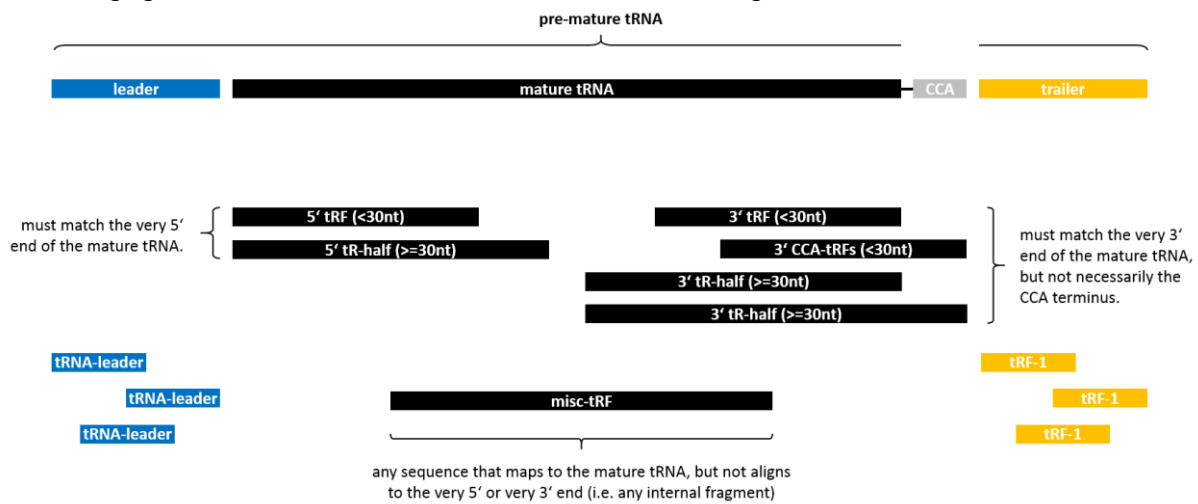 pre-mature tRNA
leader
mature tRNA
CCA
trailer
must match the very 5‘
end of the mature tRNA.
5‘ tRF (<30nt)
5‘ tR-half (>=30nt)
3‘ tRF (<30nt)
3‘ CCA-tRFs (<30nt)
3‘ tR-half (>=30nt)
3‘ tR-half (>=30nt)
must match the very 3‘
end of the mature tRNA,
but not necessarily the
CCA terminus.
tRNA-leader
tRNA-leader
tRNA-leader
misc-tRF
any sequence that maps to the mature tRNA, but not aligns
to the very 5‘ or very 3‘ end (i.e. any internal fragment)
tRF-1
tRF-1
tRF-1